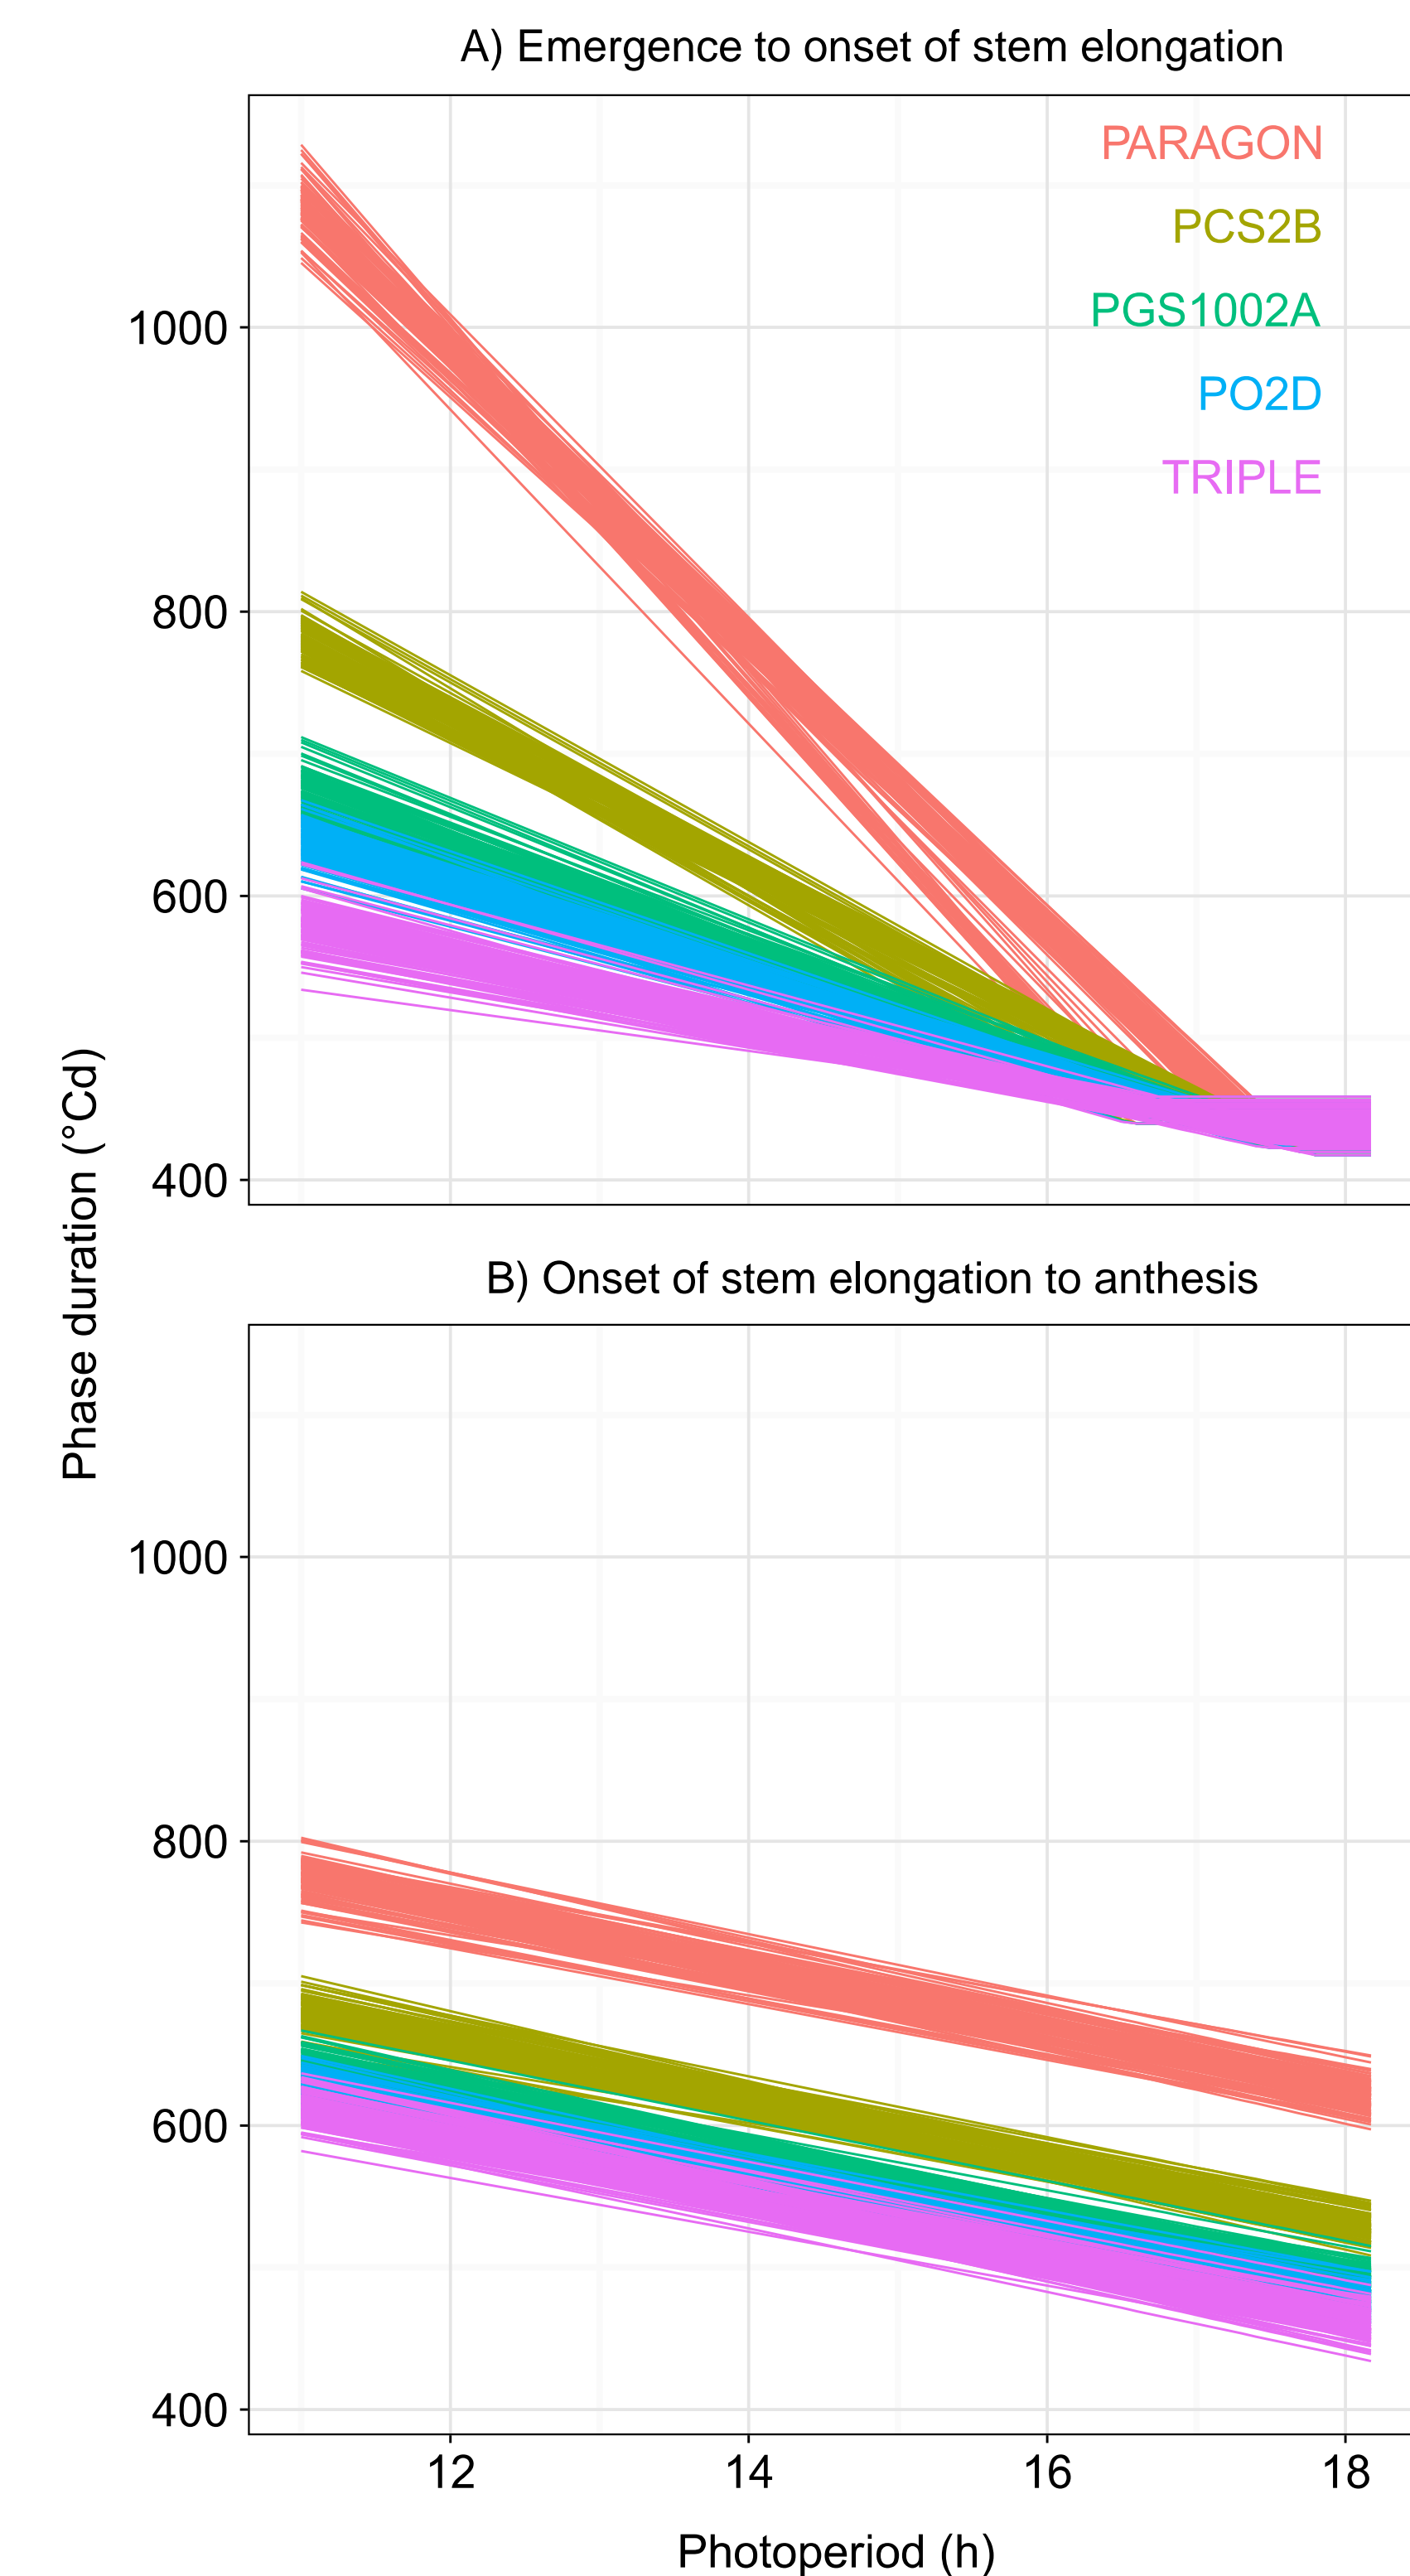 A) Emergence to onset of stem elongation
PARAGON
PCS2B
PGS1002A
PO2D
TRIPLE
1000
800
600
400
Phase duration (°Cd)
B) Onset of stem elongation to anthesis
1000
800
600
400
12 14 16 18
Photoperiod (h)